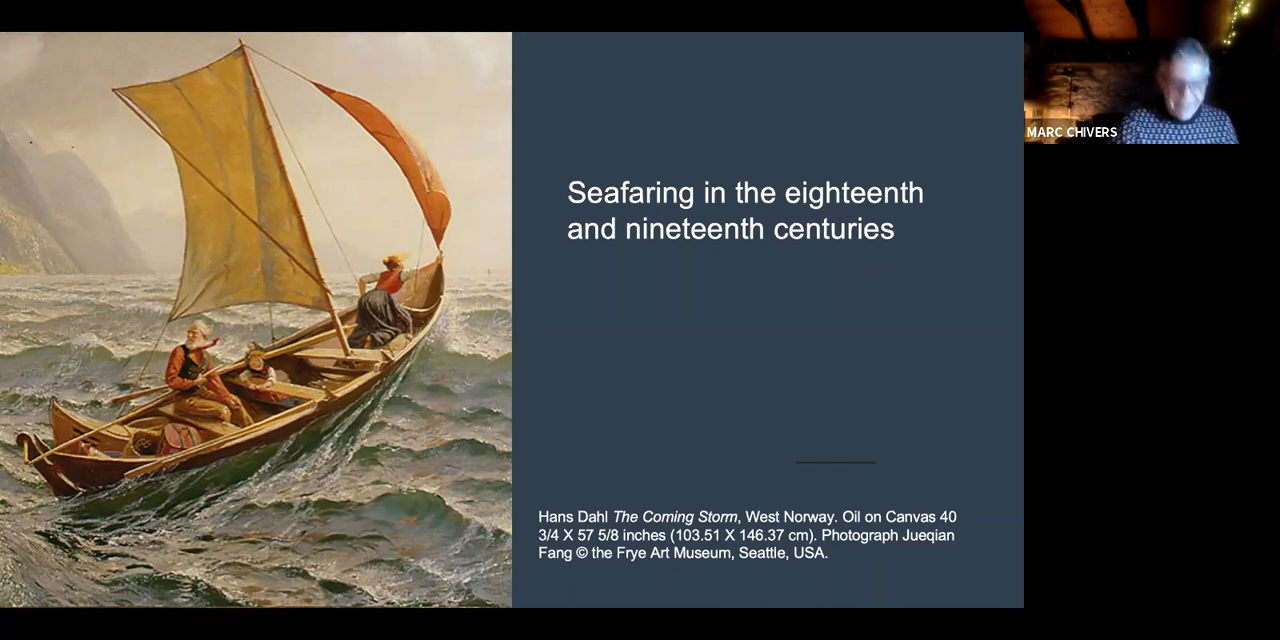 Seafaring in the eighteenth
and nineteenth centuries
Hans Dahl The Coming Storm, West Norway. Oil on Canvas 40
3/4 X 57 5/8 inches (103.51 X 146.37 cm). Photograph Jueqian
Fang © the Frye Art Museum, Seattle, USA.
MARC CHIVERS